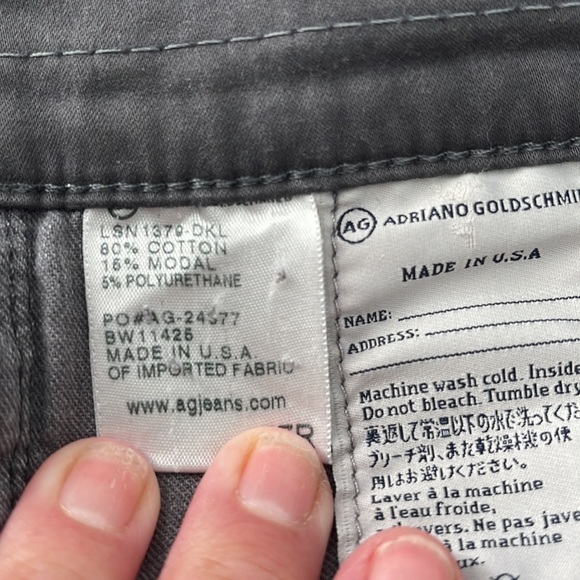 LSN1379-DKL
80% COTTON
15% MODAL
5% POLYURETHANE
PO#AG-24377
BW11425
MADE IN U.S.A.
OF IMPORTED FABRIC
www.agjeans.com
AG ADRIANO GOLDSCHMI
MADE IN U.S.A
NAME:
ADDRESS:
Machine wash cold. Inside
Do not bleach. Tumble dry
裏返して常温以下の水で洗ってくだ
ブリーチ剤、また乾燥機の使
用はお避けください。
Laver à la machine
à l'eau froide,
vers. Ne pas jave
à la machine
ux.